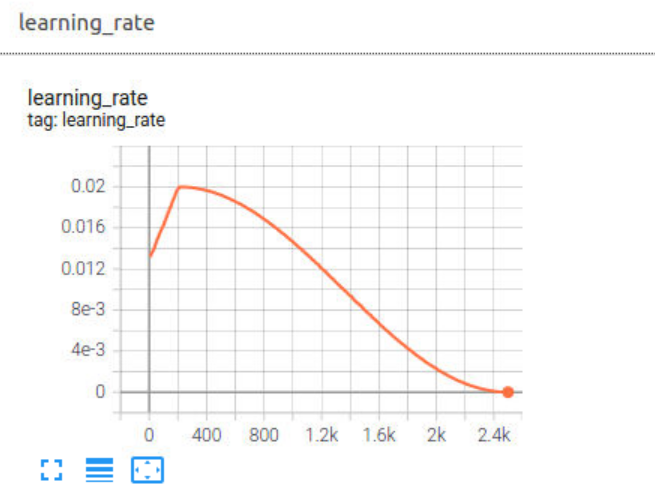 learning_rate
learning_rate
tag: learning_rate
0.02
0.016
0.012
8e-3
4e-3
0
0 400 800 1.2k 1.6k 2k 2.4k